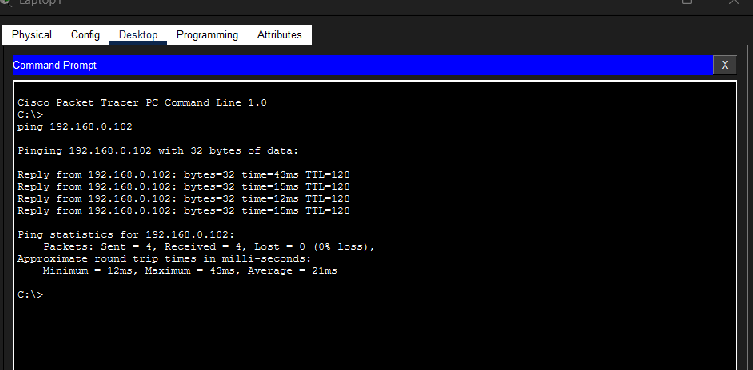 Physical Config Desktop Programming Attributes
Command Prompt X
Cisco Packet Tracer PC Command Line 1.0
C:\>
ping 192.168.0.102
Pinging 192.168.0.102 with 32 bytes of data:
Reply from 192.168.0.102: bytes=32 time=43ms TTL=128
Reply from 192.168.0.102: bytes=32 time=15ms TTL=128
Reply from 192.168.0.102: bytes=32 time=12ms TTL=128
Reply from 192.168.0.102: bytes=32 time=15ms TTL=128
Ping statistics for 192.168.0.102:
Packets: Sent = 4, Received = 4, Lost = 0 (0% loss),
Approximate round trip times in milli-seconds:
Minimum = 12ms, Maximum = 43ms, Average = 21ms
C:\>